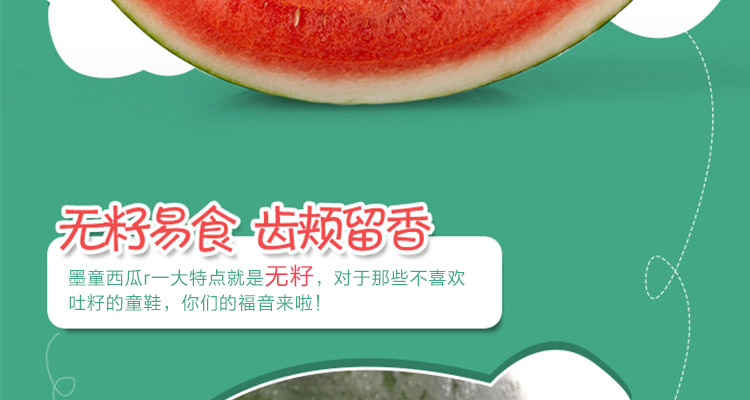 无籽易食 齿颊留香
墨童西瓜r一大特点就是无籽，对于那些不喜欢
吐籽的童鞋，你们的福音来啦！